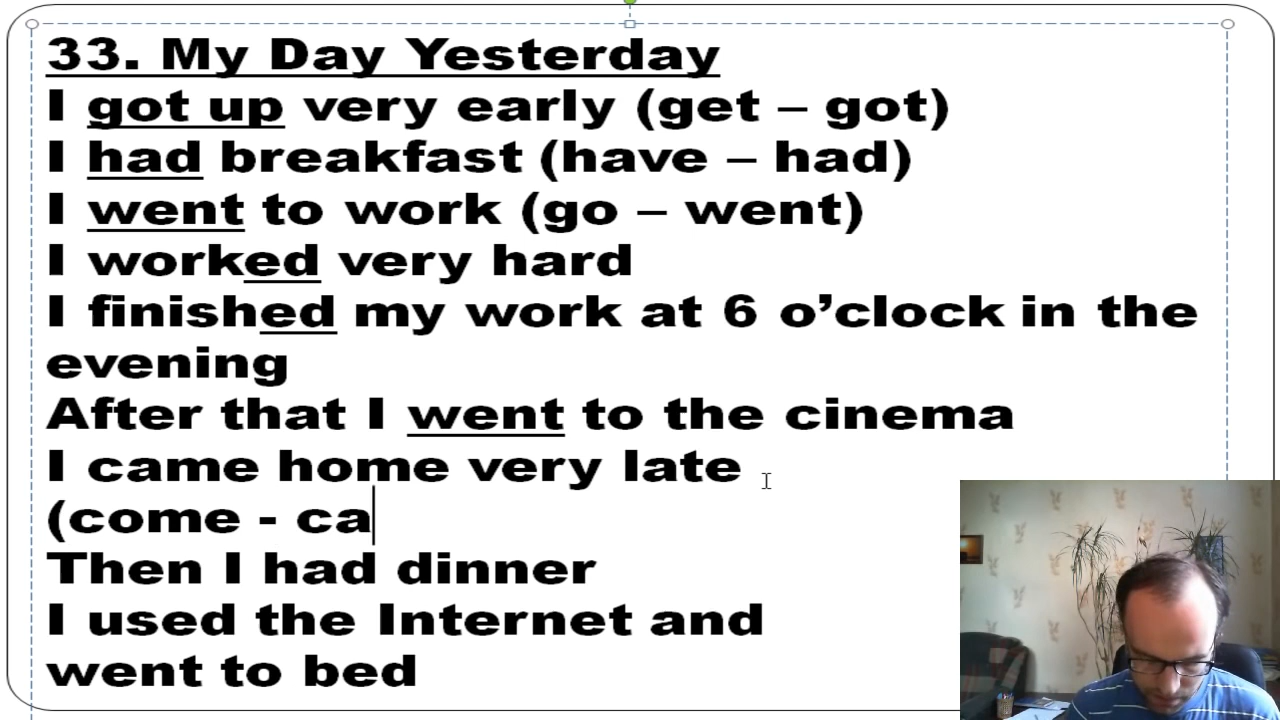 33. My Day Yesterday
I got up very early (get – got)
I had breakfast (have – had)
I went to work (go – went)
I worked very hard
I finished my work at 6 o’clock in the
evening
After that I went to the cinema
I came home very late
(come - ca
Then I had dinner
I used the Internet and
went to bed